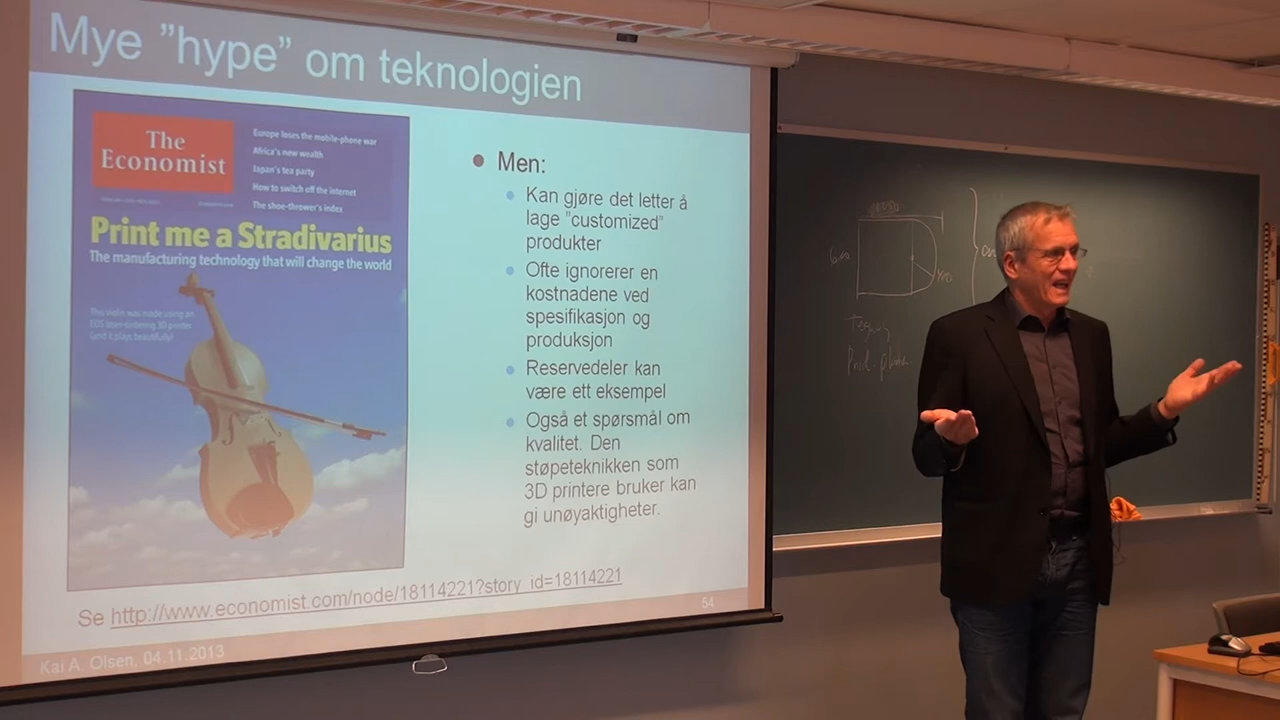 Mye "hype" om teknologien
The
Economist
Europe loses the mobile-phone war
Africa's new wealth
Japan's tea party
How to switch off the internet
The shoe-thrower's index
Print me a Stradivarius
The manufacturing technology that will change the world
This violin was made using an
EOS laser-sintering 3D printer
(and it plays beautifully)
Men:
Kan gjøre det letter å
lage "customized"
produkter
Ofte ignorerer en
kostnadene ved
spesifikasjon og
produksjon
Reservedeler kan
være ett eksempel
Også et spørsmål om
kvalitet. Den
støpeteknikken som
3D printere bruker kan
gi unøyaktigheter.
Se http://www.economist.com/node/18114221?story_id=18114221
54
Kai A. Olsen, 04.11.2013